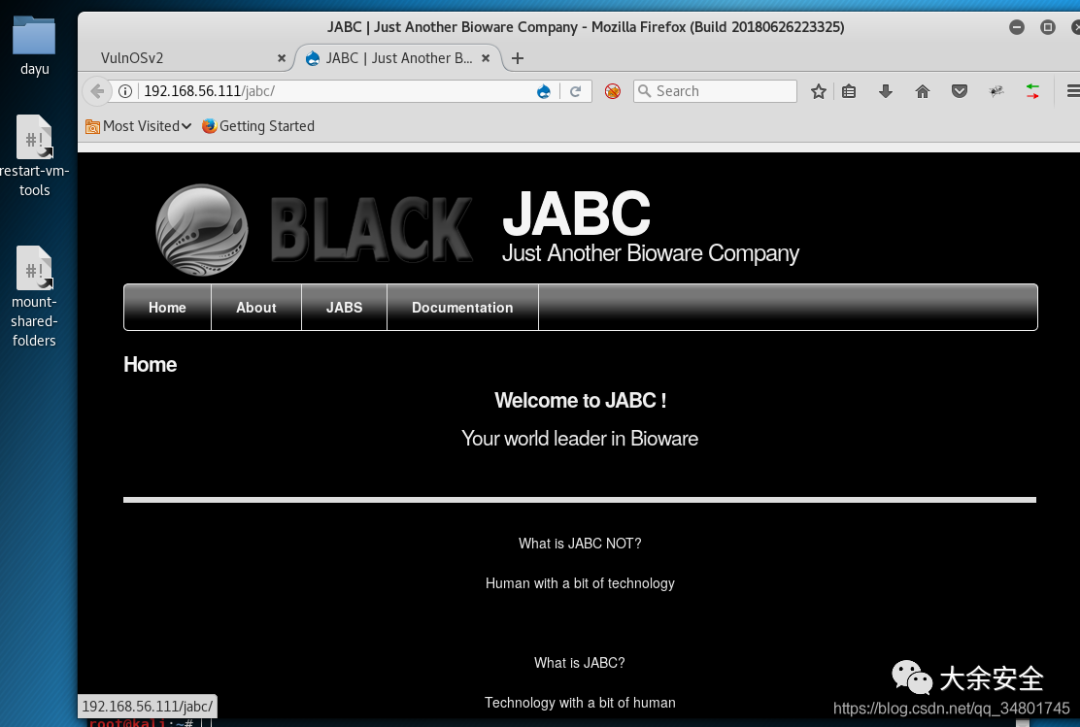 JABC | Just Another Bioware Company - Mozilla Firefox (Build 20180626223325)
dayu
restart-vm-
tools
mount-
shared-
folders
VulnOSv2
JABC | Just Another B...
192.168.56.111/jabc/
Search
Most Visited
Getting Started
BLACK
JABC
Just Another Bioware Company
Home
About
JABS
Documentation
Home
Welcome to JABC !
Your world leader in Bioware
What is JABC NOT?
Human with a bit of technology
What is JABC?
Technology with a bit of human
192.168.56.111/jabc/
root@kali:~#
大余安全
https://blog.csdn.net/qq_34801745